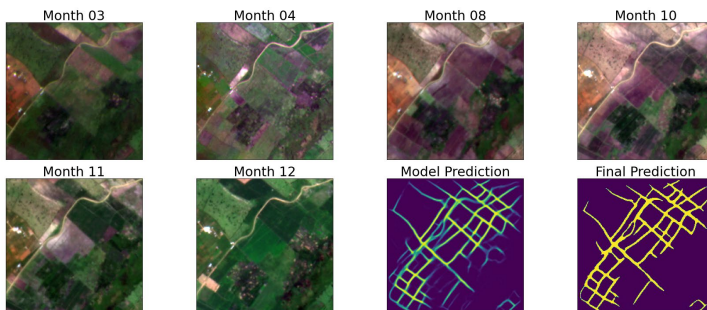 Month 03
Month 04
Month 08
Month 10
Month 11
Month 12
Model Prediction
Final Prediction